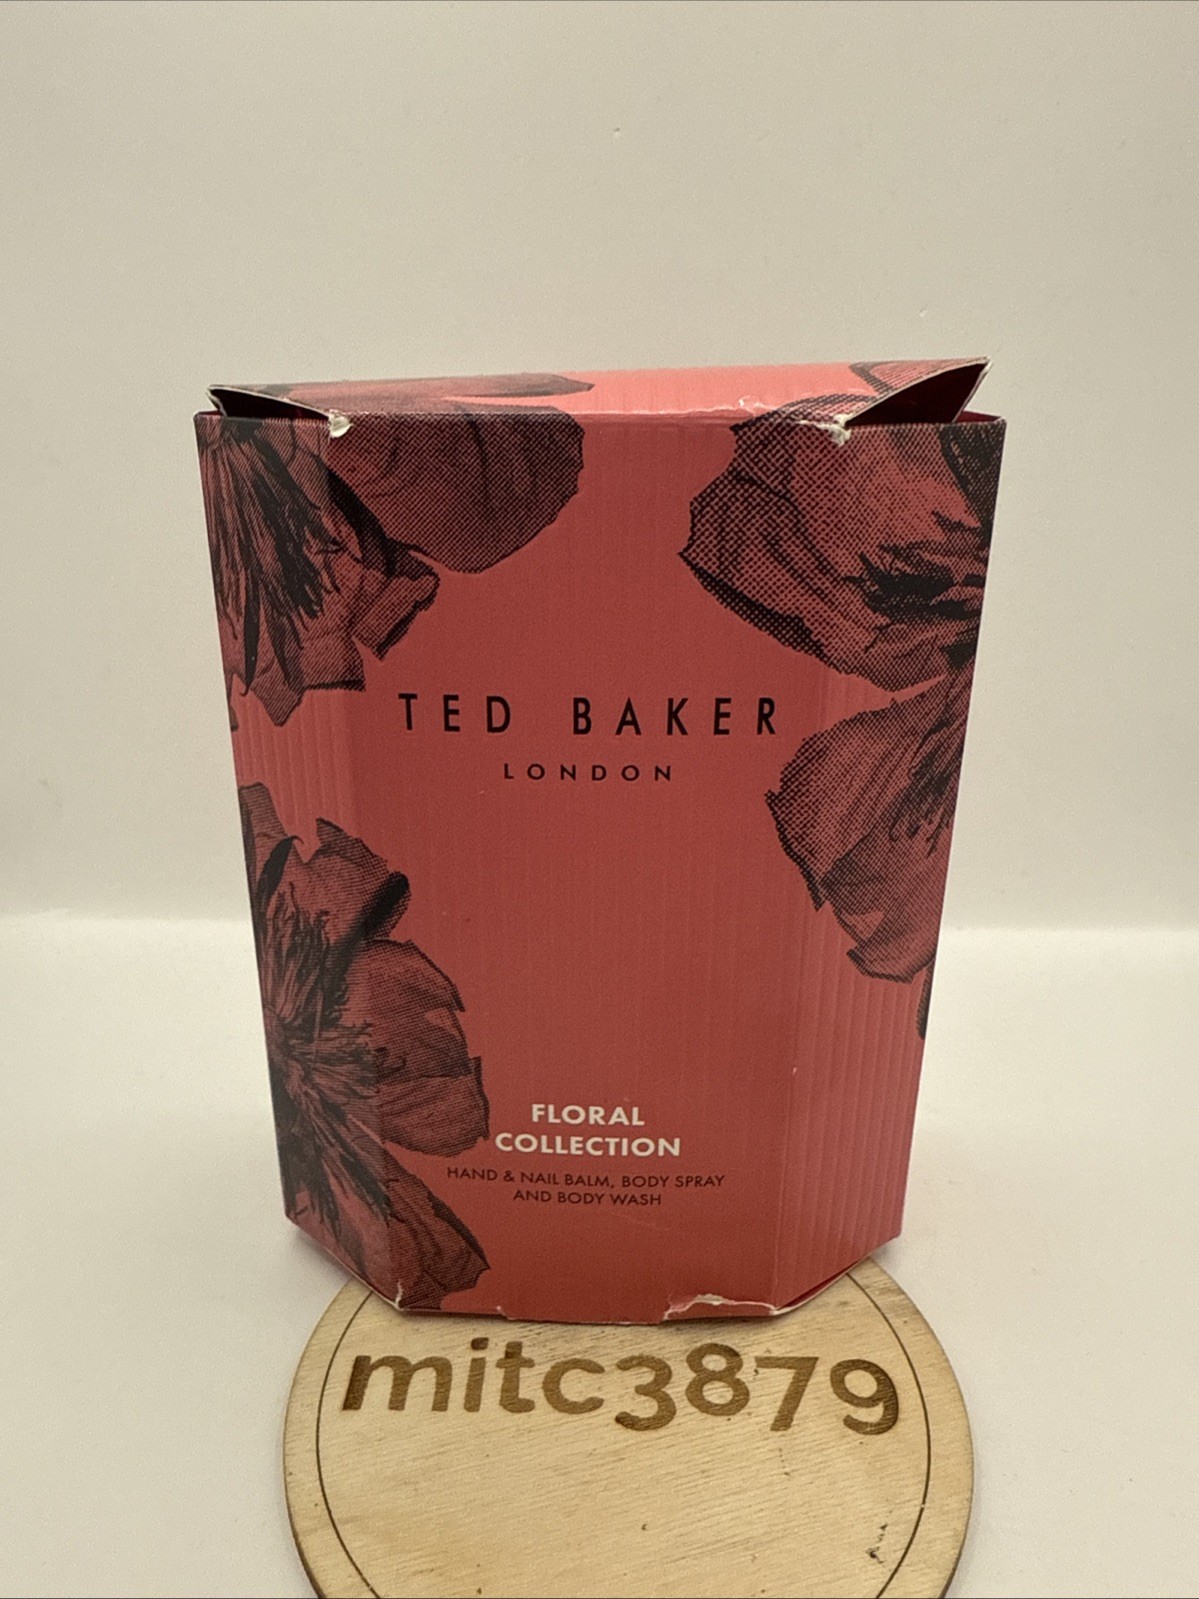 TED BAKER
LONDON
FLORAL
COLLECTION
HAND & NAIL BALM, BODY SPRAY
AND BODY WASH
mitc3879